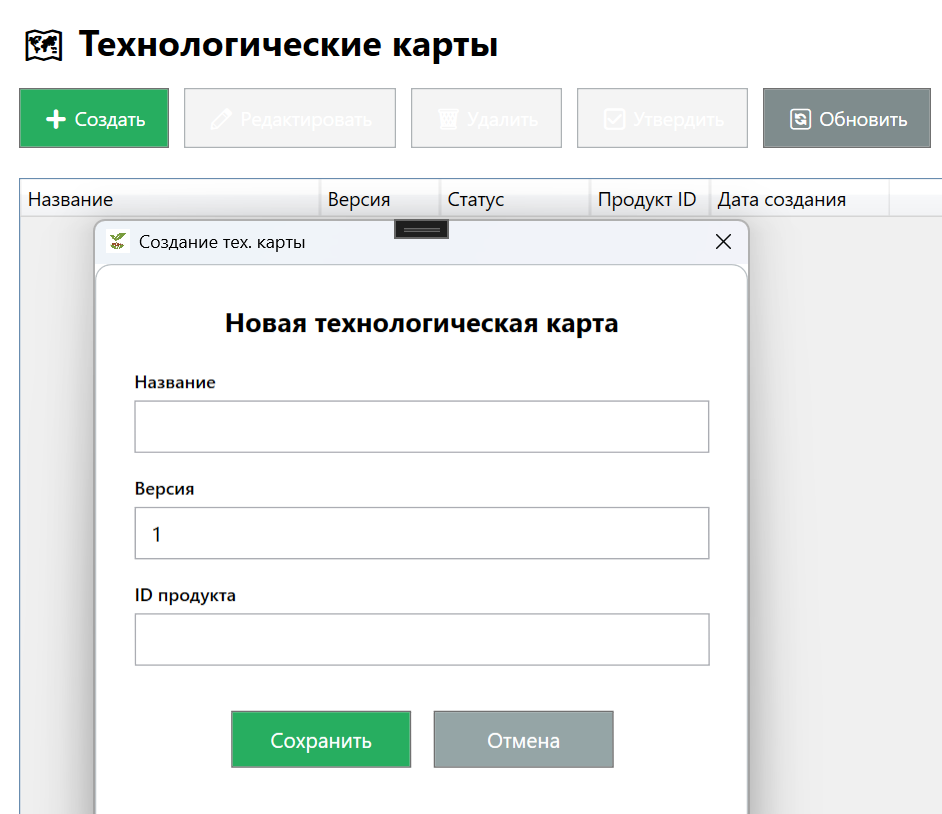 Технологические карты
Создать Редактировать Удалить Утвердить Обновить
Название Версия Статус Продукт ID Дата создания
Создание тех. карты
Новая технологическая карта
Название
Версия
1
ID продукта
Сохранить Отмена